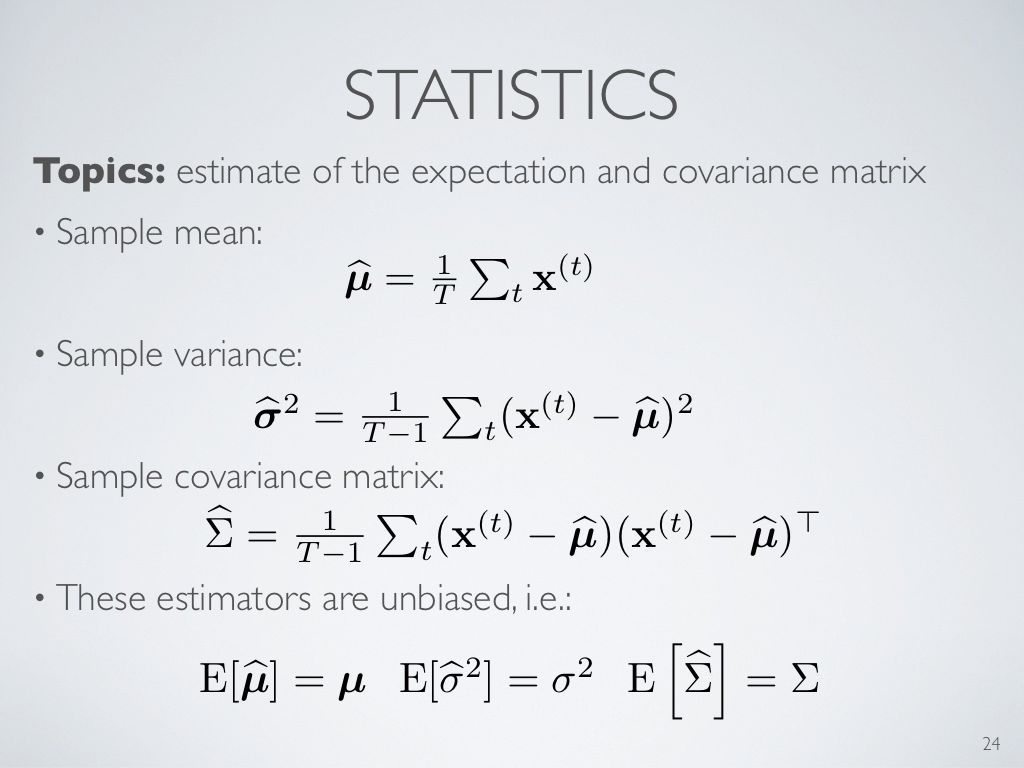 STATISTICS
Topics: estimate of the expectation and covariance matrix
• Sample mean:
$\widehat{\boldsymbol{\mu}} = \frac{1}{T} \sum_t \mathbf{x}^{(t)}$
• Sample variance:
$\widehat{\boldsymbol{\sigma}}^2 = \frac{1}{T-1} \sum_t (\mathbf{x}^{(t)} - \widehat{\boldsymbol{\mu}})^2$
• Sample covariance matrix:
$\widehat{\Sigma} = \frac{1}{T-1} \sum_t (\mathbf{x}^{(t)} - \widehat{\boldsymbol{\mu}})(\mathbf{x}^{(t)} - \widehat{\boldsymbol{\mu}})^\top$
• These estimators are unbiased, i.e.:
$\mathrm{E}[\widehat{\boldsymbol{\mu}}] = \boldsymbol{\mu} \quad \mathrm{E}[\widehat{\sigma}^2] = \sigma^2 \quad \mathrm{E}\left[\widehat{\Sigma}\right] = \Sigma$
24